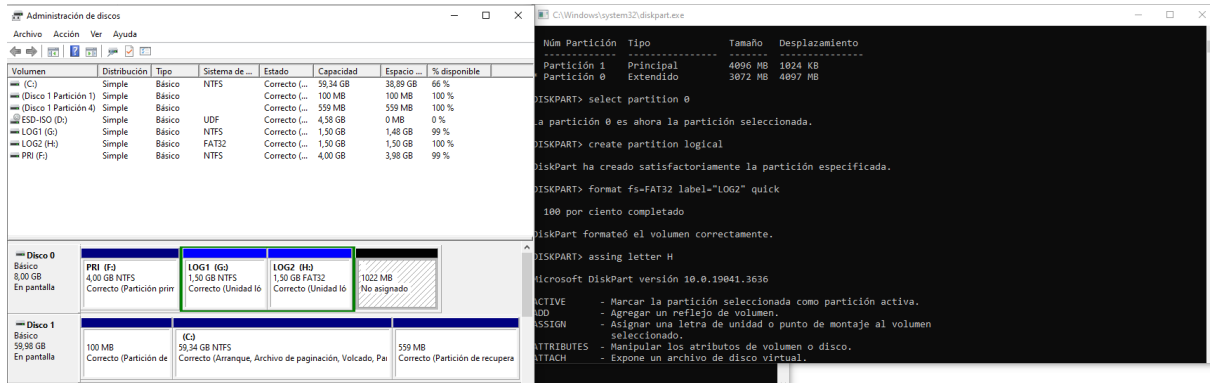 Administración de discos
Archivo Acción Ver Ayuda
Volumen Distribución Tipo Sistema de ... Estado Capacidad Espacio ... % disponible
(C:) Simple Básico NTFS Correcto (... 59,34 GB 38,89 GB 66 %
(Disco 1 Partición 1) Simple Básico Correcto (... 100 MB 100 MB 100 %
(Disco 1 Partición 4) Simple Básico Correcto (... 559 MB 559 MB 100 %
ESD-ISO (D:) Simple Básico UDF Correcto (... 4,58 GB 0 MB 0 %
LOG1 (G:) Simple Básico NTFS Correcto (... 1,50 GB 1,48 GB 99 %
LOG2 (H:) Simple Básico FAT32 Correcto (... 1,50 GB 1,50 GB 100 %
PRI (F:) Simple Básico NTFS Correcto (... 4,00 GB 3,98 GB 99 %
Disco 0
Básico
8,00 GB
En pantalla
PRI (F:)
4,00 GB NTFS
Correcto (Partición prim
LOG1 (G:)
1,50 GB NTFS
Correcto (Unidad ló
LOG2 (H:)
1,50 GB FAT32
Correcto (Unidad ló
1022 MB
No asignado
Disco 1
Básico
59,98 GB
En pantalla
100 MB
Correcto (Partición de
(C:)
59,34 GB NTFS
Correcto (Arranque, Archivo de paginación, Volcado, Par
559 MB
Correcto (Partición de recupera
C:\Windows\system32\diskpart.exe
Núm Partición Tipo Tamaño Desplazamiento
------------- ---------------- ------- ---------------
Partición 1 Principal 4096 MB 1024 KB
* Partición 0 Extendido 3072 MB 4097 MB
DISKPART> select partition 0
La partición 0 es ahora la partición seleccionada.
DISKPART> create partition logical
DiskPart ha creado satisfactoriamente la partición especificada.
DISKPART> format fs=FAT32 label="LOG2" quick
100 por ciento completado
DiskPart formateó el volumen correctamente.
DISKPART> assing letter H
Microsoft DiskPart versión 10.0.19041.3636
ACTIVE - Marcar la partición seleccionada como partición activa.
ADD - Agregar un reflejo de volumen.
ASSIGN - Asignar una letra de unidad o punto de montaje al volumen
seleccionado.
ATTRIBUTES - Manipular los atributos de volumen o disco.
ATTACH - Expone un archivo de disco virtual.